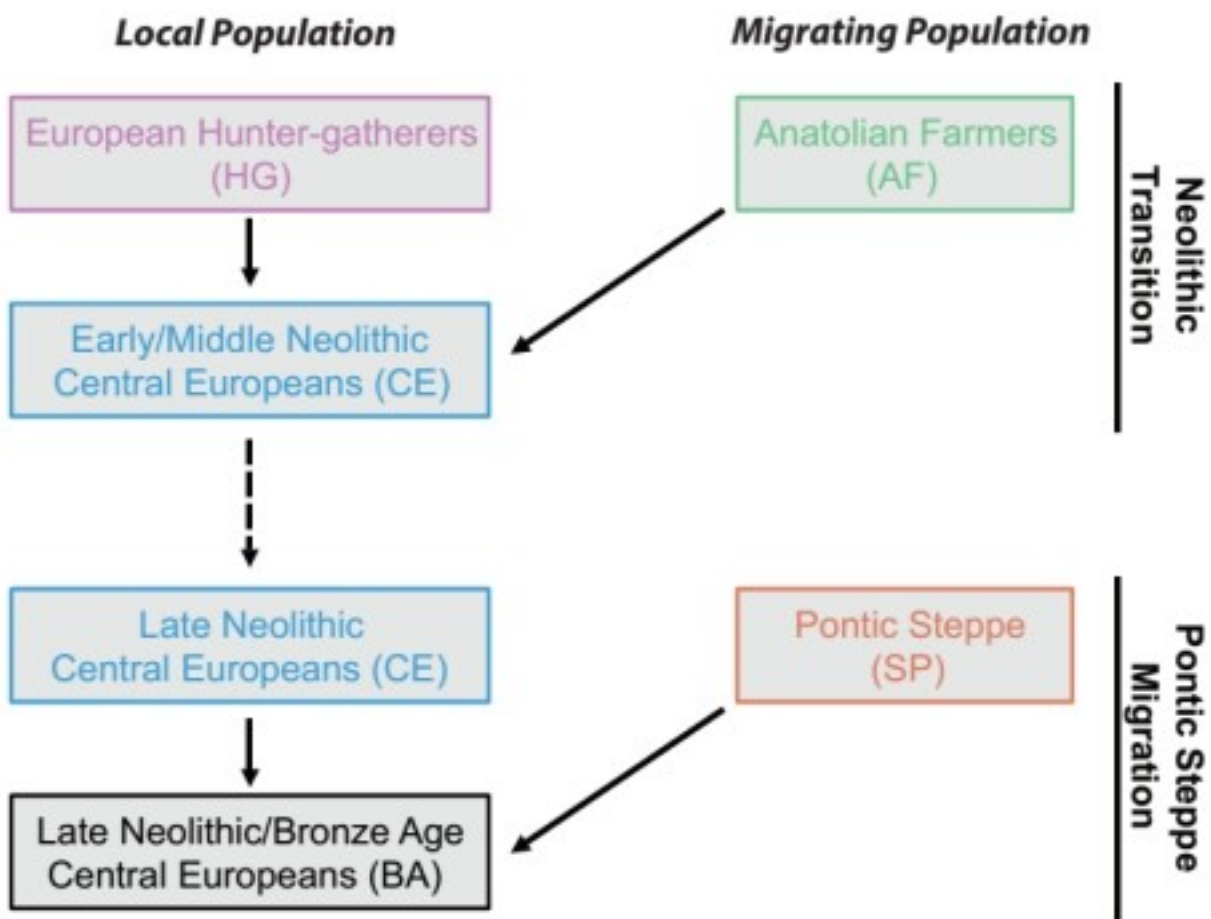 Local Population
Migrating Population
European Hunter-gatherers
(HG)
Anatolian Farmers
(AF)
Neolithic
Transition
Early/Middle Neolithic
Central Europeans (CE)
Late Neolithic
Central Europeans (CE)
Pontic Steppe
(SP)
Pontic Steppe
Migration
Late Neolithic/Bronze Age
Central Europeans (BA)